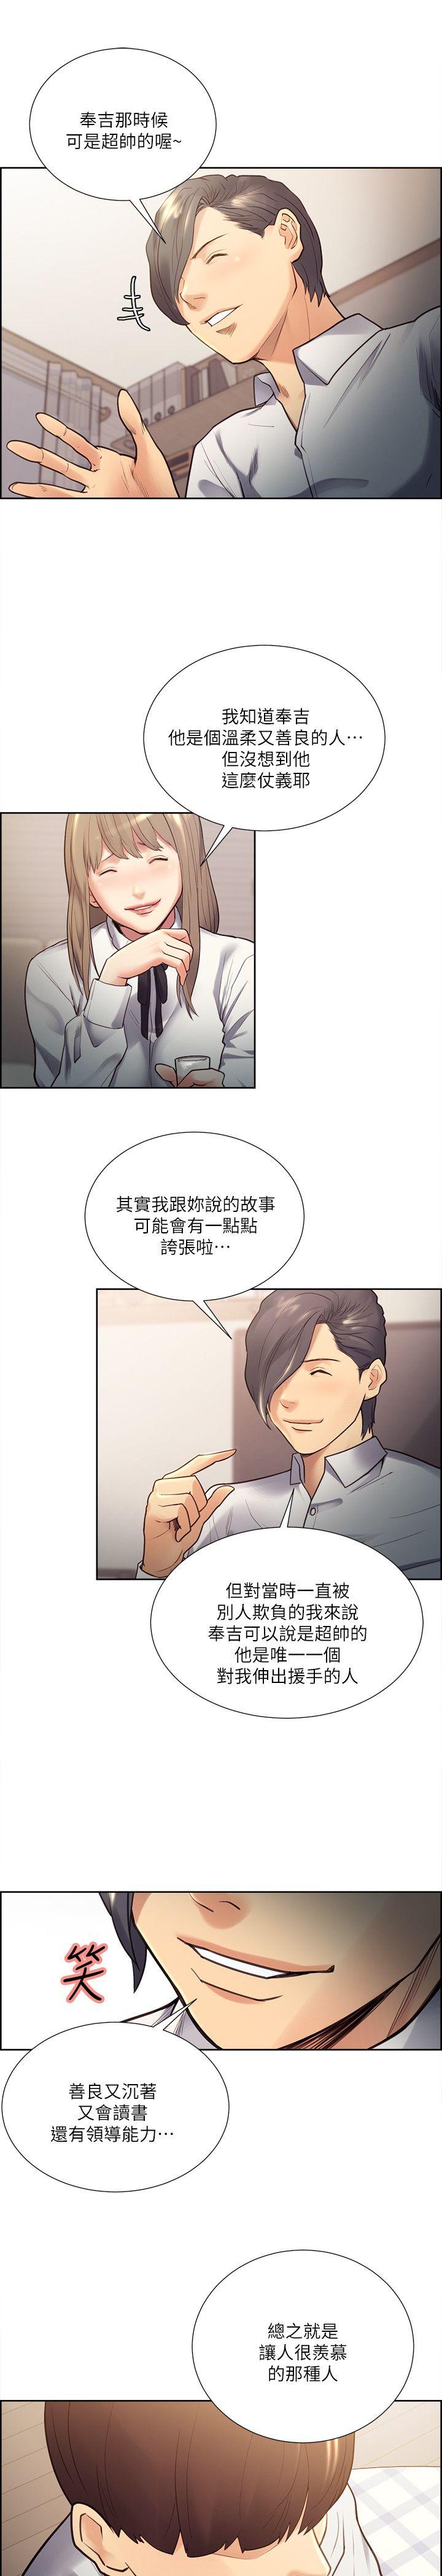 奉吉那時候
可是超帥的喔~
我知道奉吉
他是個溫柔又善良的人…
但沒想到他
這麼仗義耶
其實我跟妳說的故事
可能會有一點點
誇張啦…
但對當時一直被
別人欺負的我來說
奉吉可以說是超帥的
他是唯一一個
對我伸出援手的人
笑
善良又沉著
又會讀書
還有領導能力…
總之就是
讓人很羨慕
的那種人